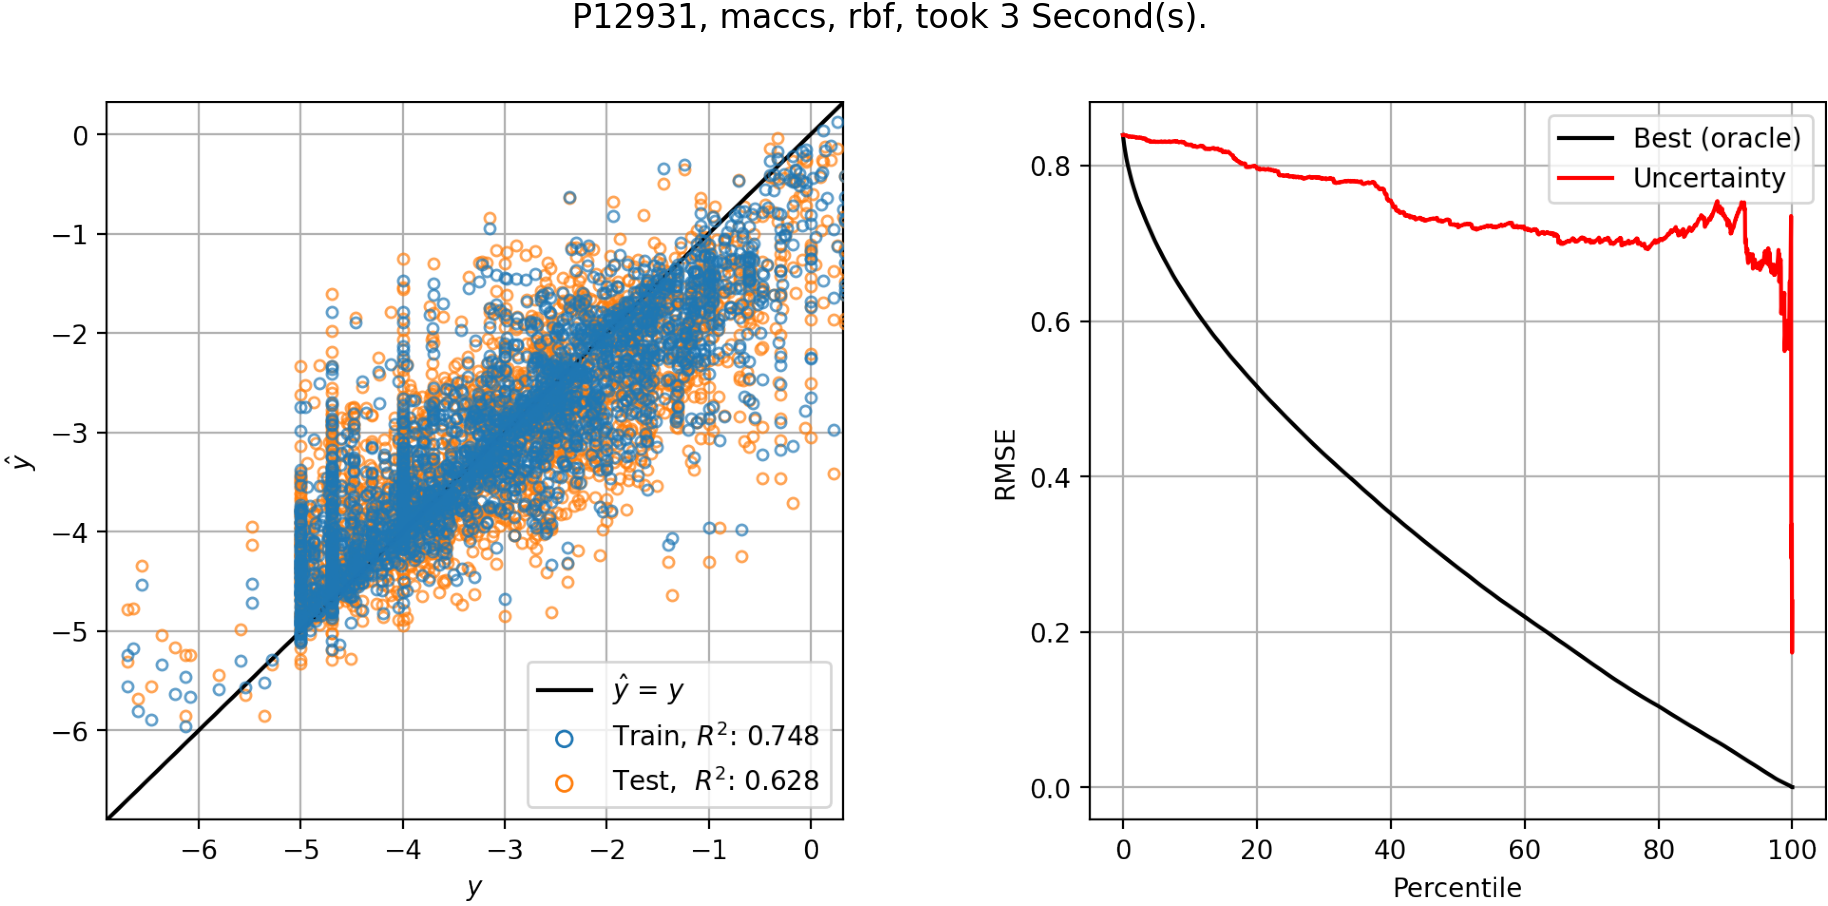 P12931, maccs, rbf, took 3 Second(s).
0
−1
−2
−3
−4
−5
−6
ŷ
−6
−5
−4
−3
−2
−1
0
y
ŷ = y
Train, R²: 0.748
Test, R²: 0.628
0.8
0.6
0.4
0.2
0.0
RMSE
0
20
40
60
80
100
Percentile
Best (oracle)
Uncertainty